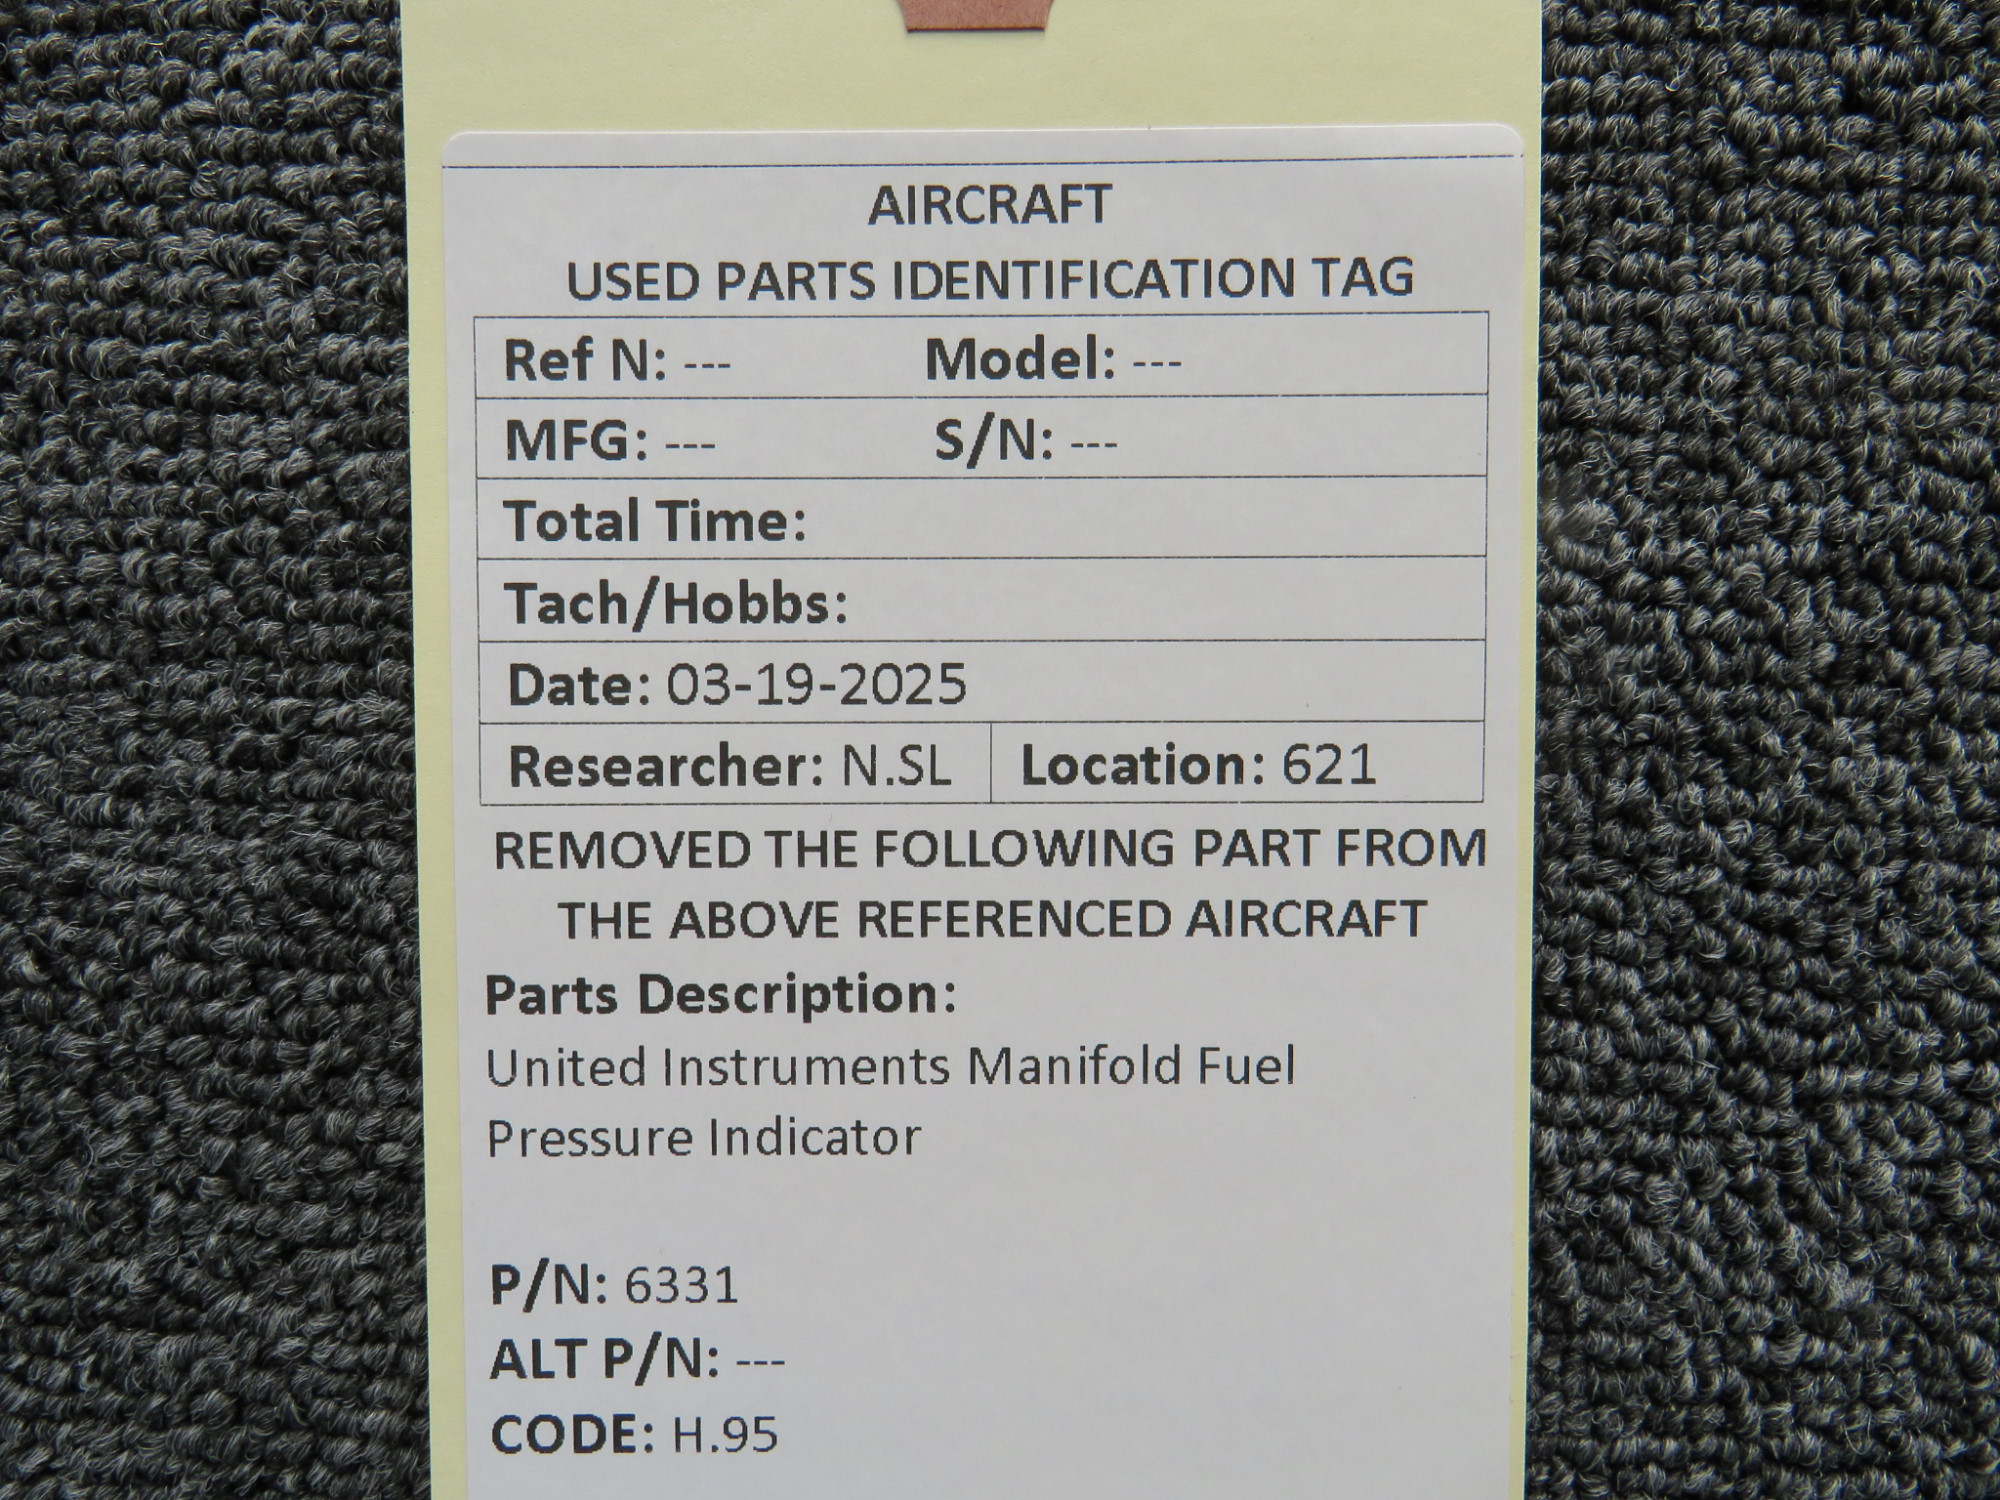 AIRCRAFT
USED PARTS IDENTIFICATION TAG
Ref N: --- Model: ---
MFG: --- S/N: ---
Total Time:
Tach/Hobbs:
Date: 03-19-2025
Researcher: N.SL Location: 621
REMOVED THE FOLLOWING PART FROM
THE ABOVE REFERENCED AIRCRAFT
Parts Description:
United Instruments Manifold Fuel
Pressure Indicator
P/N: 6331
ALT P/N: ---
CODE: H.95